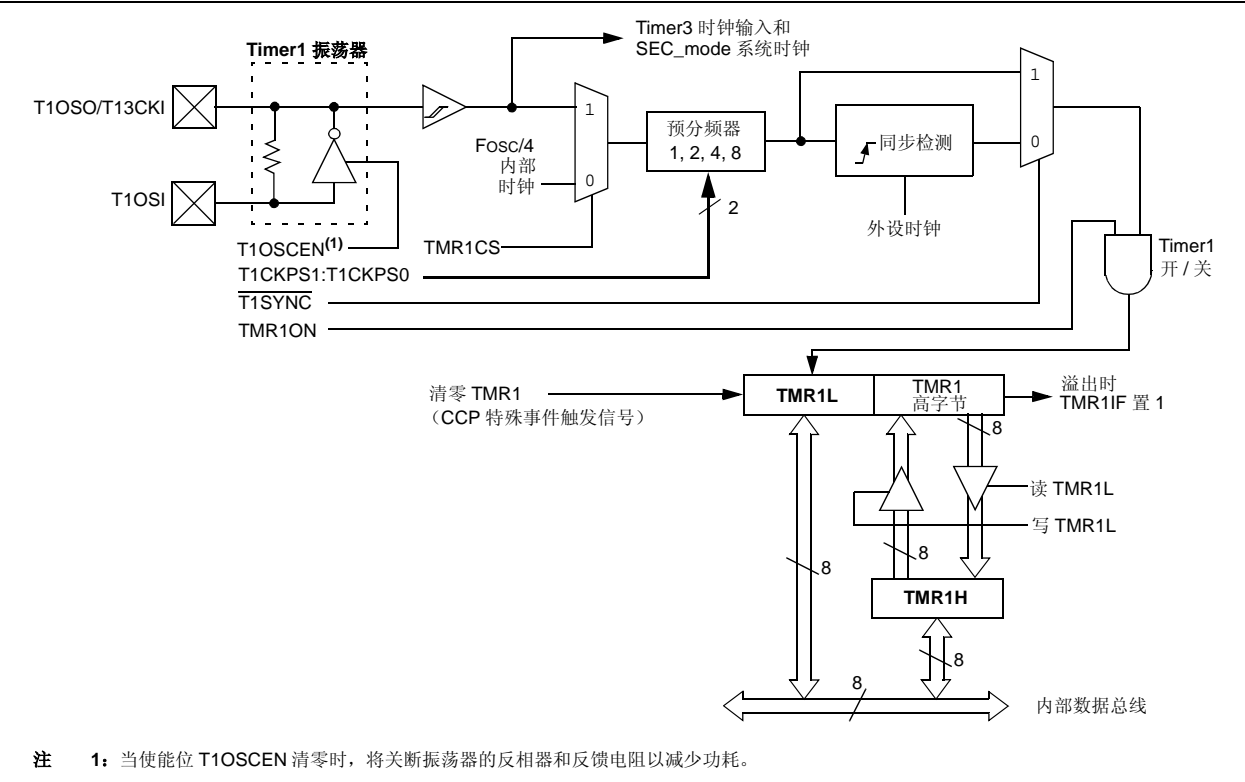 Timer3 时钟输入和
SEC_mode 系统时钟
Timer1 振荡器
T1OSO/T13CKI
T1OSI
1
FOSC/4
内部
时钟
0
预分频器
1, 2, 4, 8
2
同步检测
外设时钟
1
0
T1OSCEN(1)
TMR1CS
T1CKPS1:T1CKPS0
T1SYNC
TMR1ON
Timer1
开 / 关
清零 TMR1
（CCP 特殊事件触发信号）
TMR1L
TMR1
高字节
溢出时
TMR1IF 置 1
8
读 TMR1L
写 TMR1L
8
8
TMR1H
8
8
内部数据总线
注 1：当使能位 T1OSCEN 清零时，将关断振荡器的反相器和反馈电阻以减少功耗。